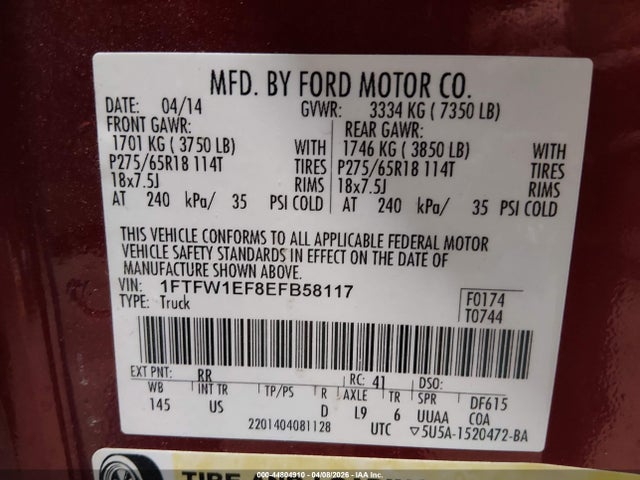 MFD. BY FORD MOTOR CO.
DATE: 04/14 GVWR: 3334 KG ( 7350 LB)
FRONT GAWR: REAR GAWR:
1701 KG ( 3750 LB) WITH 1746 KG ( 3850 LB) WITH
P275/65R18 114T TIRES P275/65R18 114T TIRES
18x7.5J RIMS 18x7.5J RIMS
AT 240 kPa/ 35 PSI COLD AT 240 kPa/ 35 PSI COLD
THIS VEHICLE CONFORMS TO ALL APPLICABLE FEDERAL MOTOR
VEHICLE SAFETY STANDARDS IN EFFECT ON THE DATE OF
MANUFACTURE SHOWN ABOVE.
VIN: 1FTFW1EF8EFB58117 F0174
TYPE: Truck T0744
EXT PNT: RR RC: 41 DSO:
WB INT TR TP/PS R AXLE TR SPR DF615
145 US D L9 6 UUAA COA
2201404081128 UTC ▽5U5A-1520472-BA
TIRE
000-44804910 - 04/08/2026 - IAAI Copyright